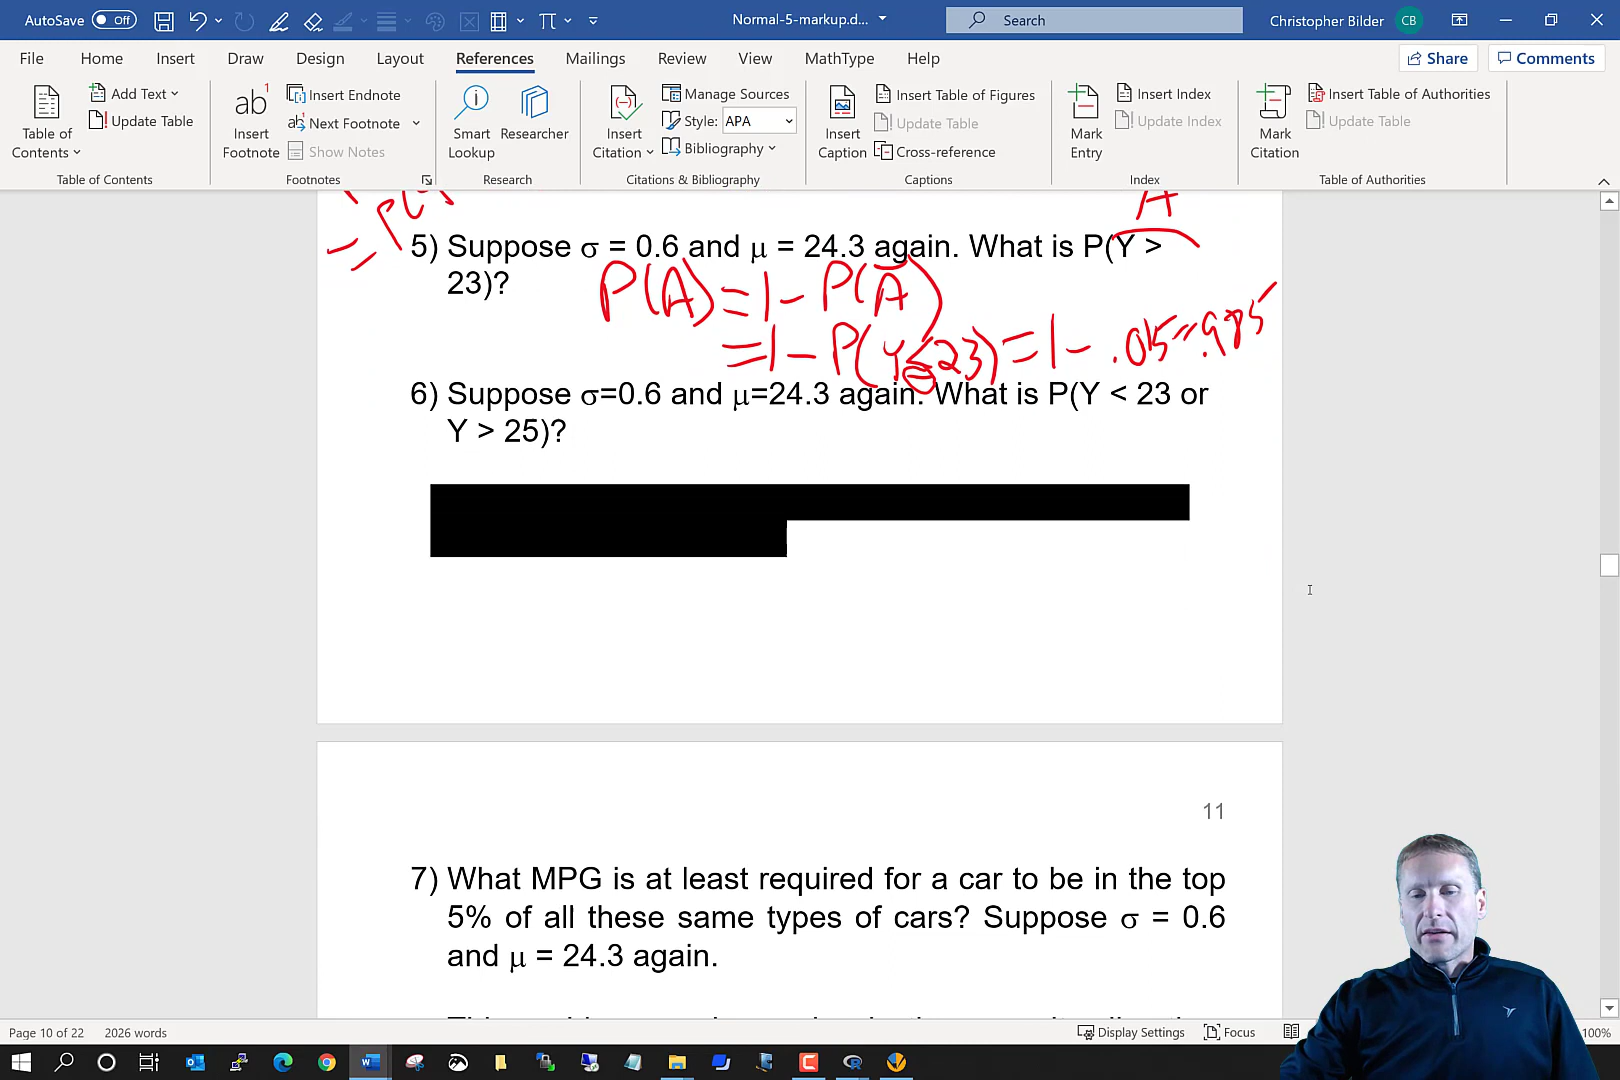 AutoSave Off
Normal-5-markup.d...
Search
Christopher Bilder CB
File Home Insert Draw Design Layout References Mailings Review View MathType Help
Share Comments
Table of Contents
Add Text
Update Table
Table of Contents
ab1 Insert Footnote
Insert Endnote
Next Footnote
Show Notes
Footnotes
Smart Lookup
Researcher
Research
Insert Citation
Manage Sources
Style: APA
Bibliography
Citations & Bibliography
Insert Caption
Insert Table of Figures
Update Table
Cross-reference
Captions
Mark Entry
Insert Index
Update Index
Index
Mark Citation
Insert Table of Authorities
Update Table
Table of Authorities
A
5) Suppose σ = 0.6 and μ = 24.3 again. What is P(Y >
23)?
P(A) = 1 - P(A̅)
= 1 - P(Y ≤ 23) = 1 - .015 = .985
6) Suppose σ=0.6 and μ=24.3 again. What is P(Y < 23 or
Y > 25)?
11
7) What MPG is at least required for a car to be in the top
5% of all these same types of cars? Suppose σ = 0.6
and μ = 24.3 again.
Page 10 of 22 2026 words
Display Settings Focus
100%